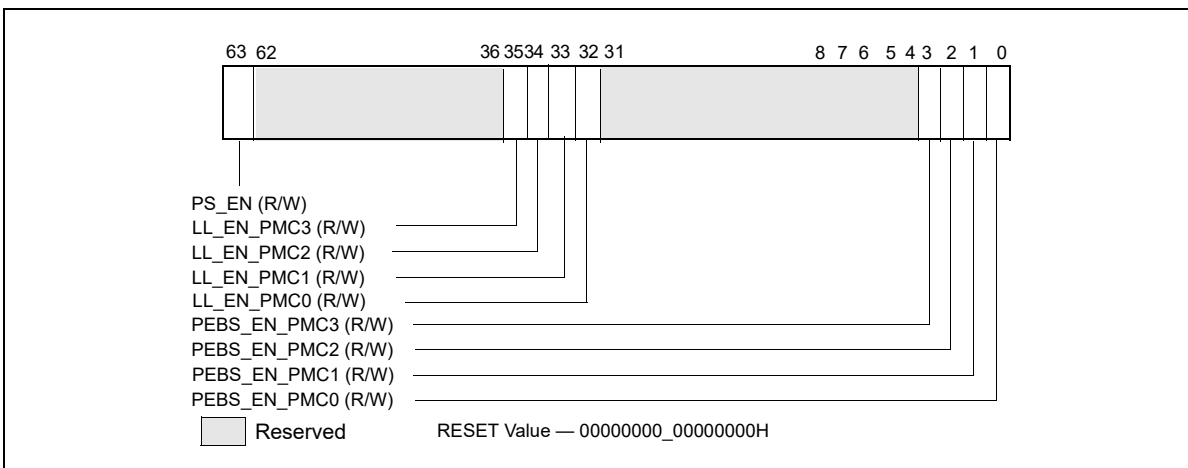 63 62 36 35 34 33 32 31 8 7 6 5 4 3 2 1 0
PS_EN (R/W)
LL_EN_PMC3 (R/W)
LL_EN_PMC2 (R/W)
LL_EN_PMC1 (R/W)
LL_EN_PMC0 (R/W)
PEBS_EN_PMC3 (R/W)
PEBS_EN_PMC2 (R/W)
PEBS_EN_PMC1 (R/W)
PEBS_EN_PMC0 (R/W)
Reserved RESET Value — 00000000_00000000H